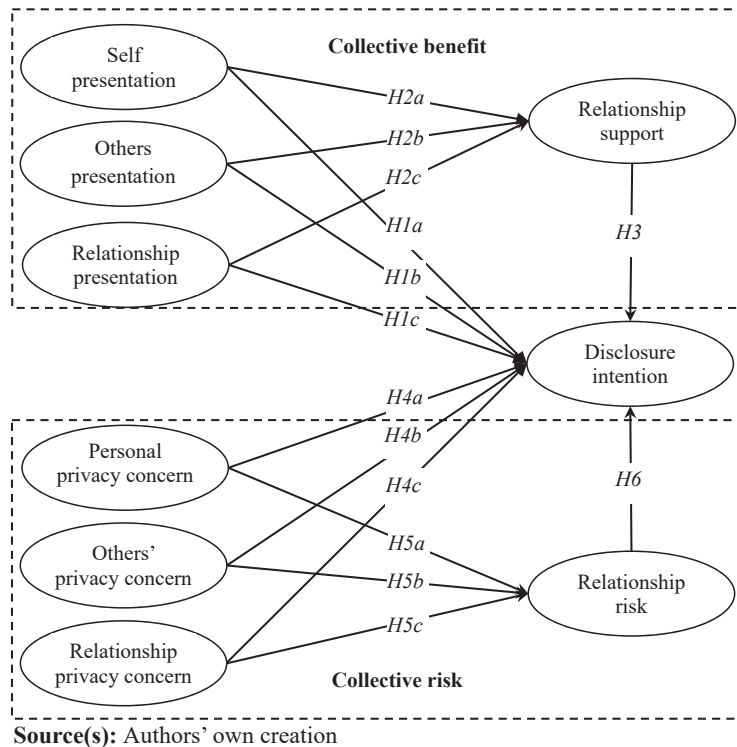 Collective benefit
Self
presentation
Others
presentation
Relationship
presentation
H2a
H2b
H2c
H1a
H1b
H1c
Relationship
support
H3
Disclosure
intention
H4a
H4b
H4c
H5a
H5b
H5c
H6
Personal
privacy concern
Others’
privacy concern
Relationship
privacy concern
Relationship
risk
Collective risk
Source(s): Authors’ own creation